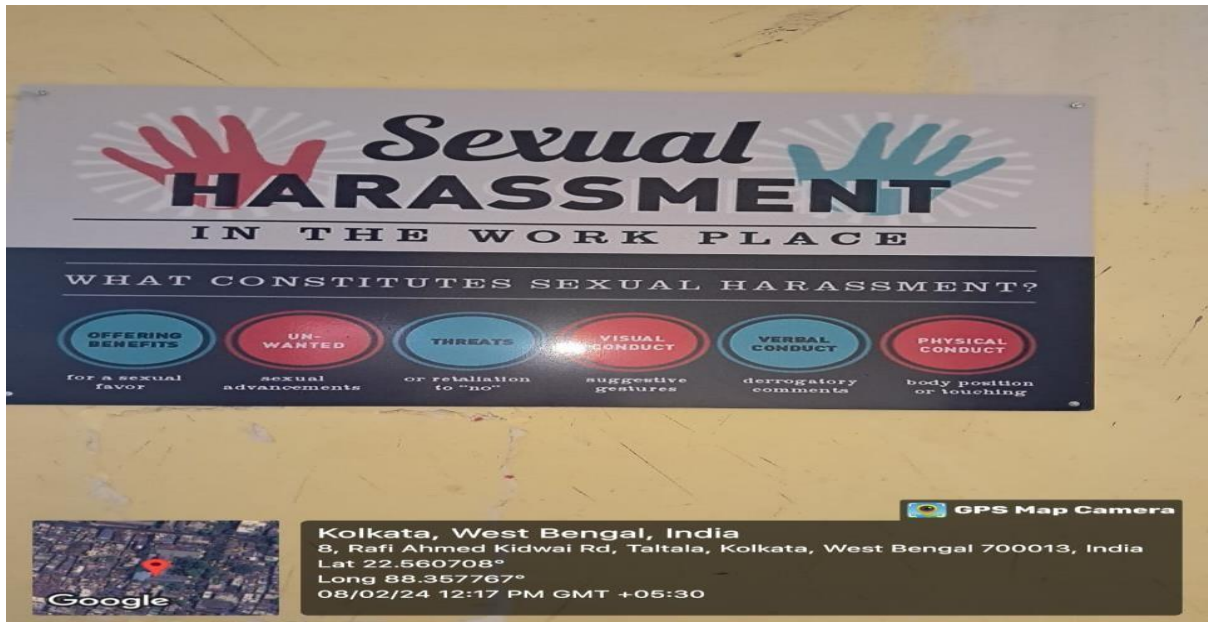 Sexual
HARASSMENT
IN THE WORK PLACE
WHAT CONSTITUTES SEXUAL HARASSMENT?
OFFERING BENEFITS
for a sexual favor
UN-WANTED
sexual advancements
THREATS
or retaliation to "no"
VISUAL CONDUCT
suggestive gestures
VERBAL CONDUCT
derrogatory comments
PHYSICAL CONDUCT
body position or touching
GPS Map Camera
Kolkata, West Bengal, India
8, Rafi Ahmed Kidwai Rd, Taltala, Kolkata, West Bengal 700013, India
Lat 22.560708°
Long 88.357767°
08/02/24 12:17 PM GMT +05:30
Google